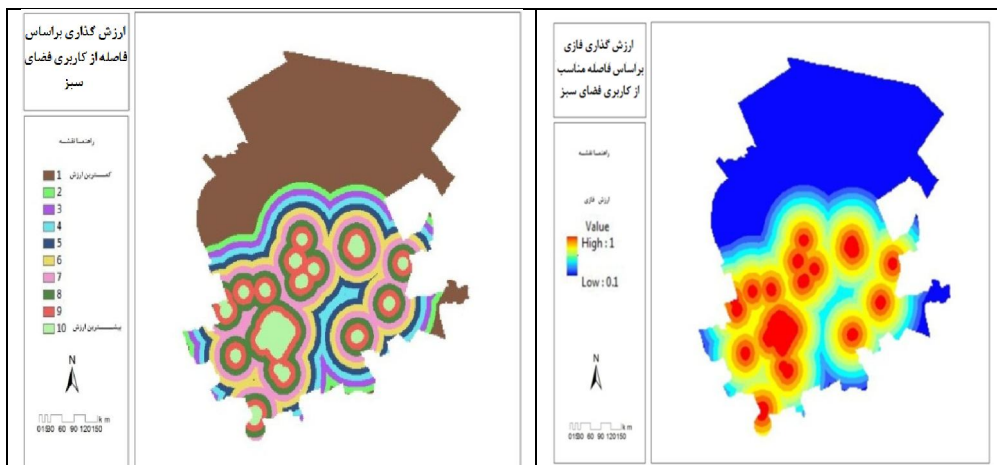 ارزش گذاری براساس
فاصله از کاربری فضای
سبز
راهنما نقشه
1 کمترین ارزش
2
3
4
5
6
7
8
9
10 بیشترین ارزش
N
km
ارزش گذاری فازی
براساس فاصله مناسب
از کاربری فضای سبز
راهنما نقشه
ارزش فازی
Value
High : 1
Low : 0.1
N
km